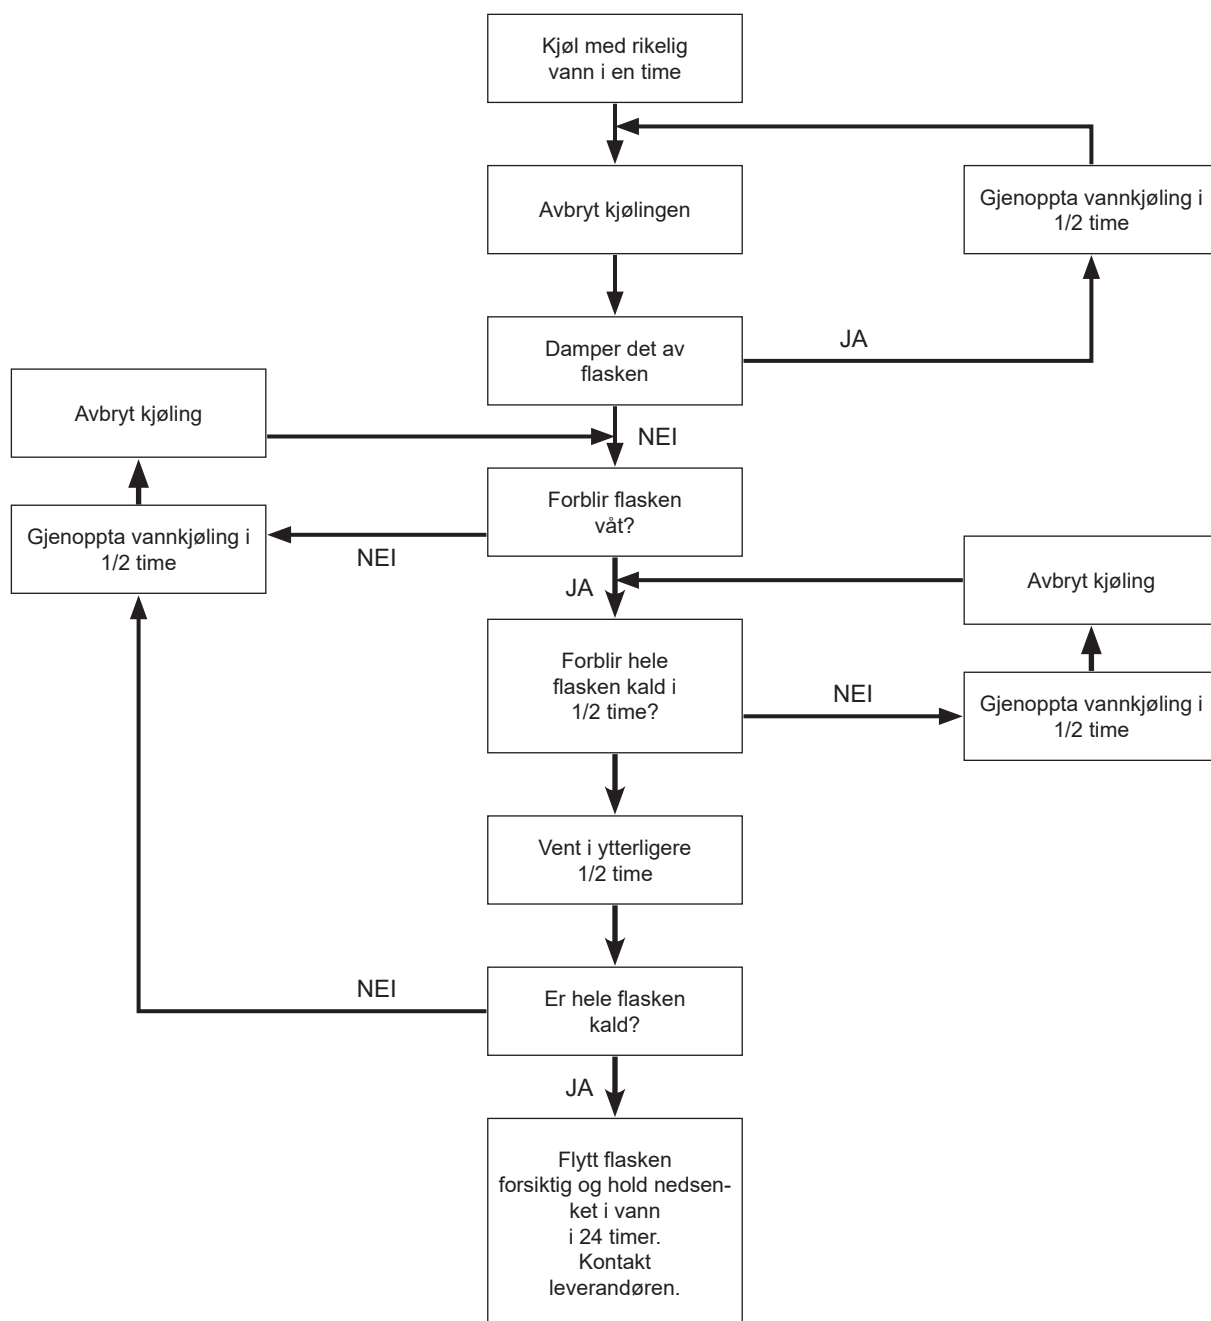 Kjøl med rikelig
vann i en time
Avbryt kjølingen
Gjenoppta vannkjøling i
1/2 time
Damper det av
flasken
JA
Avbryt kjøling
NEI
Forblir flasken
våt?
Gjenoppta vannkjøling i
1/2 time
NEI
JA
Avbryt kjøling
Forblir hele
flasken kald i
1/2 time?
NEI
Gjenoppta vannkjøling i
1/2 time
Vent i ytterligere
1/2 time
NEI
Er hele flasken
kald?
JA
Flytt flasken
forsiktig og hold nedsen-
ket i vann
i 24 timer.
Kontakt
leverandøren.